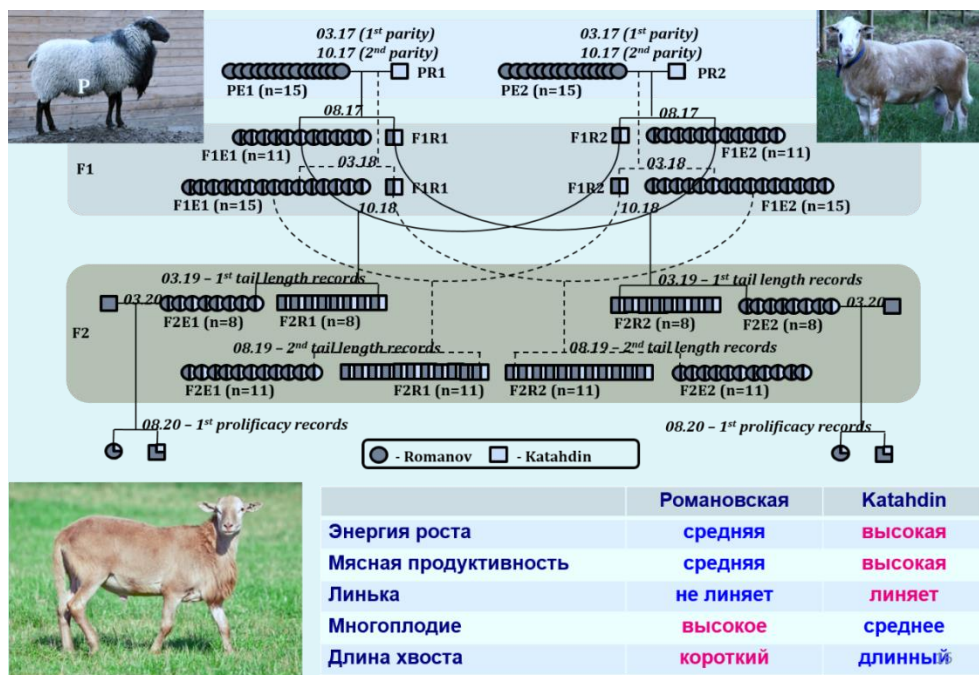 03.17 (1st parity)
10.17 (2nd parity)
03.17 (1st parity)
10.17 (2nd parity)
P
PE1 (n=15)
PR1
PE2 (n=15)
PR2
08.17
08.17
F1E1 (n=11)
F1R1
F1R2
F1E2 (n=11)
F1
03.18
03.18
F1E1 (n=15)
F1R1
F1R2
F1E2 (n=15)
10.18
10.18
03.19 – 1st tail length records
03.19 – 1st tail length records
03.20
03.20
F2E1 (n=8)
F2R1 (n=8)
F2R2 (n=8)
F2E2 (n=8)
F2
08.19 – 2nd tail length records
08.19 – 2nd tail length records
F2E1 (n=11)
F2R1 (n=11)
F2R2 (n=11)
F2E2 (n=11)
08.20 – 1st prolificacy records
08.20 – 1st prolificacy records
- Romanov
- Katahdin
Романовская Katahdin
Энергия роста средняя высокая
Мясная продуктивность средняя высокая
Линька не линяет линяет
Многоплодие высокое среднее
Длина хвоста короткий длинный